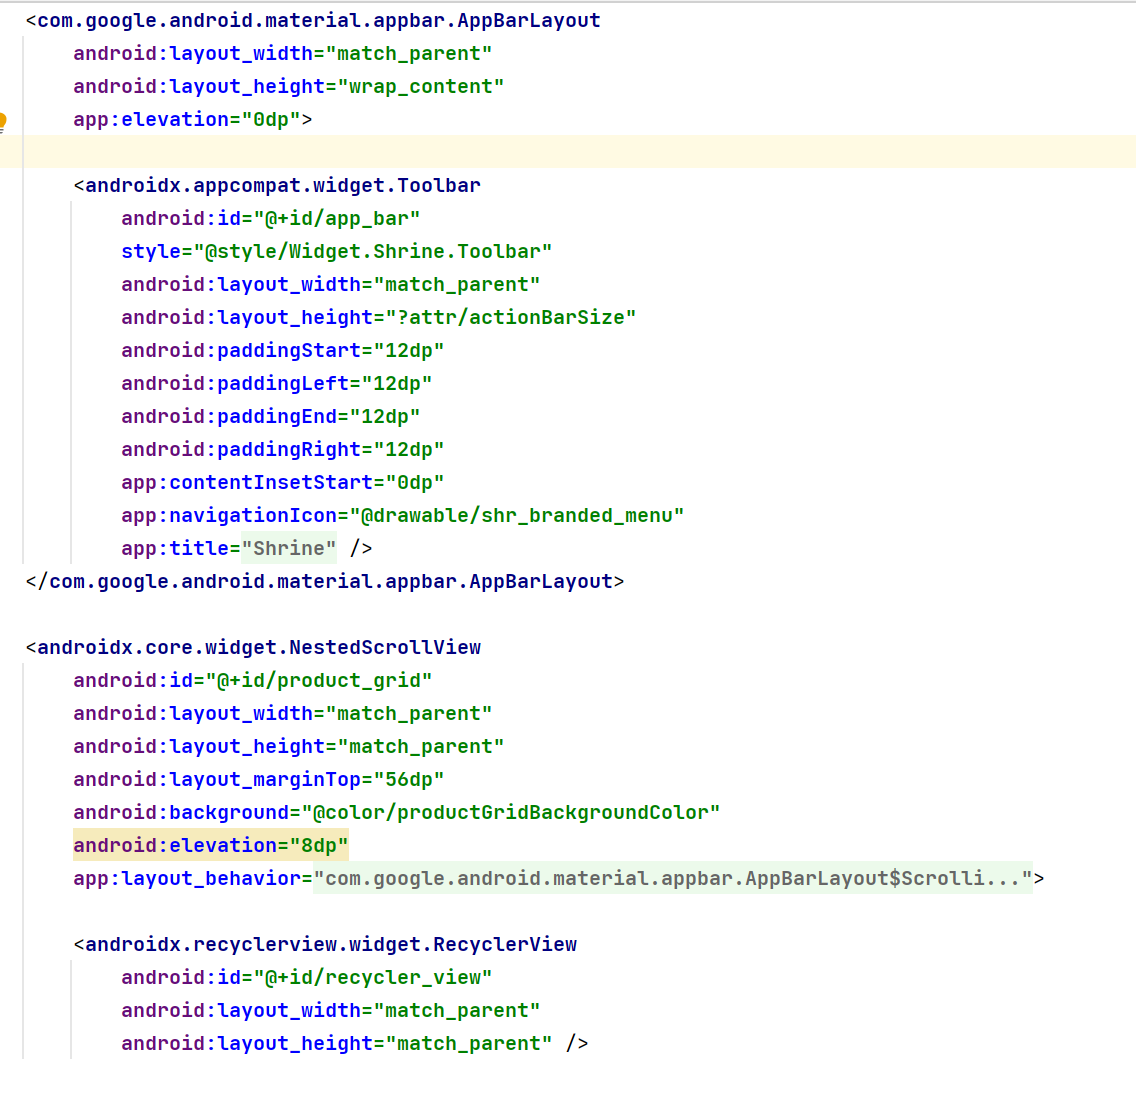 <com.google.android.material.appbar.AppBarLayout
android:layout_width="match_parent"
android:layout_height="wrap_content"
app:elevation="0dp">
<androidx.appcompat.widget.Toolbar
android:id="@+id/app_bar"
style="@style/Widget.Shrine.Toolbar"
android:layout_width="match_parent"
android:layout_height="?attr/actionBarSize"
android:paddingStart="12dp"
android:paddingLeft="12dp"
android:paddingEnd="12dp"
android:paddingRight="12dp"
app:contentInsetStart="0dp"
app:navigationIcon="@drawable/shr_branded_menu"
app:title="Shrine" />
</com.google.android.material.appbar.AppBarLayout>
<androidx.core.widget.NestedScrollView
android:id="@+id/product_grid"
android:layout_width="match_parent"
android:layout_height="match_parent"
android:layout_marginTop="56dp"
android:background="@color/productGridBackgroundColor"
android:elevation="8dp"
app:layout_behavior="com.google.android.material.appbar.AppBarLayout$Scrolli...">
<androidx.recyclerview.widget.RecyclerView
android:id="@+id/recycler_view"
android:layout_width="match_parent"
android:layout_height="match_parent" />